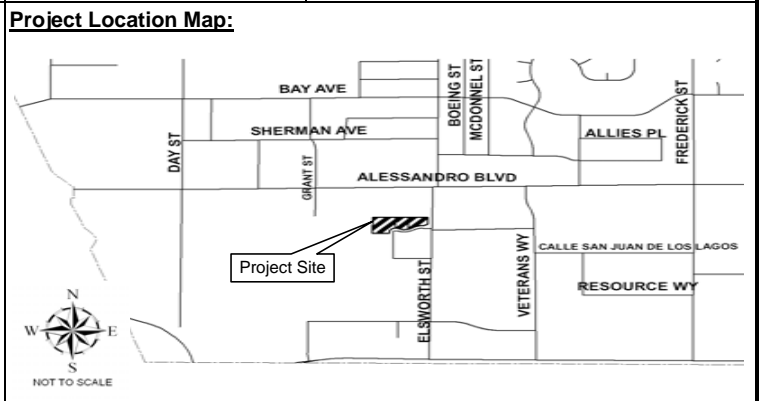 Project Location Map:
BAY AVE
BOEING ST
MCDONNEL ST
SHERMAN AVE
ALLIES PL
FREDERICK ST
DAY ST
GRANT ST
ALESSANDRO BLVD
Project Site
ELSWORTH ST
VETERANS WY
CALLE SAN JUAN DE LOS LAGOS
RESOURCE WY
N
W
E
S
NOT TO SCALE